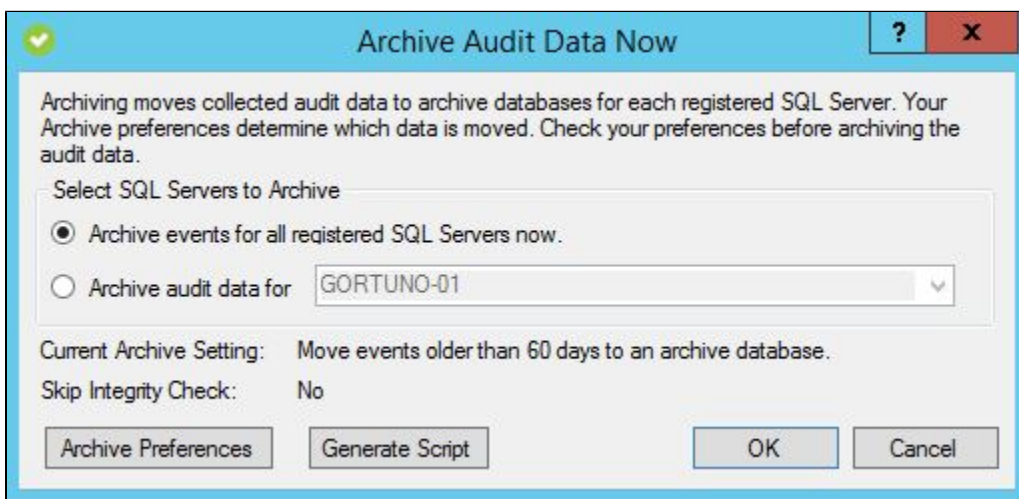 Archive Audit Data Now
?
x
Archiving moves collected audit data to archive databases for each registered SQL Server. Your
Archive preferences determine which data is moved. Check your preferences before archiving the
audit data.
Select SQL Servers to Archive
Archive events for all registered SQL Servers now.
Archive audit data for
GORTUNO-01
Current Archive Setting: Move events older than 60 days to an archive database.
Skip Integrity Check: No
Archive Preferences
Generate Script
OK
Cancel